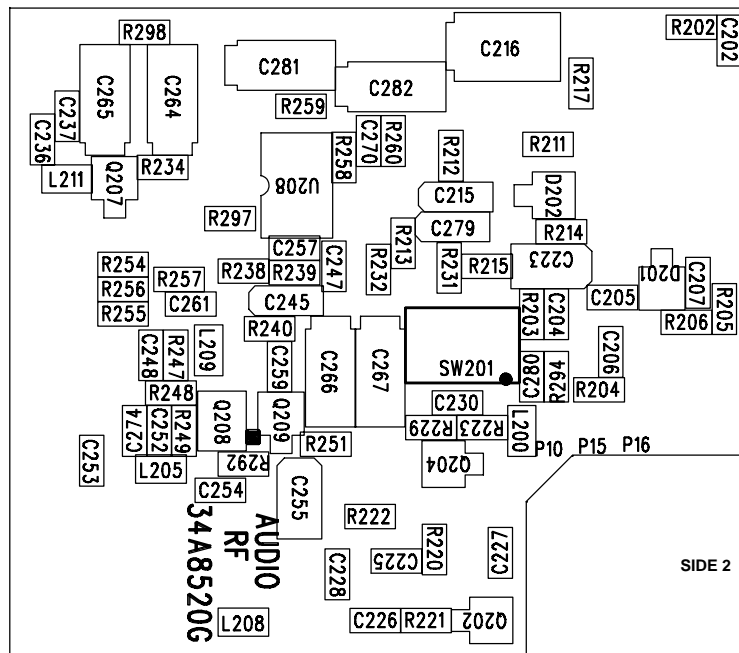 R298
C216
R202
C202
C281
C265
C264
C282
R217
R259
C237
C236
R258
C270
R260
R212
R211
R234
L211
Q207
U208
C215
D202
R297
C279
R214
R213
C257
C247
R232
R231
R215
C223
D201
C207
R254
R257
R238
R239
R256
C261
C245
C205
R205
R255
R203
C204
R206
R240
L209
C248
R247
C259
C266
C267
SW201
C280
R294
C206
R204
R248
Q208
Q209
C230
C274
C252
R249
R229
R223
L200
C253
L205
R251
P10
P15
P16
R292
Q204
C254
C255
AUDIO
RF
34A8520G
R222
R220
C227
C225
C228
SIDE 2
L208
C226
R221
Q202